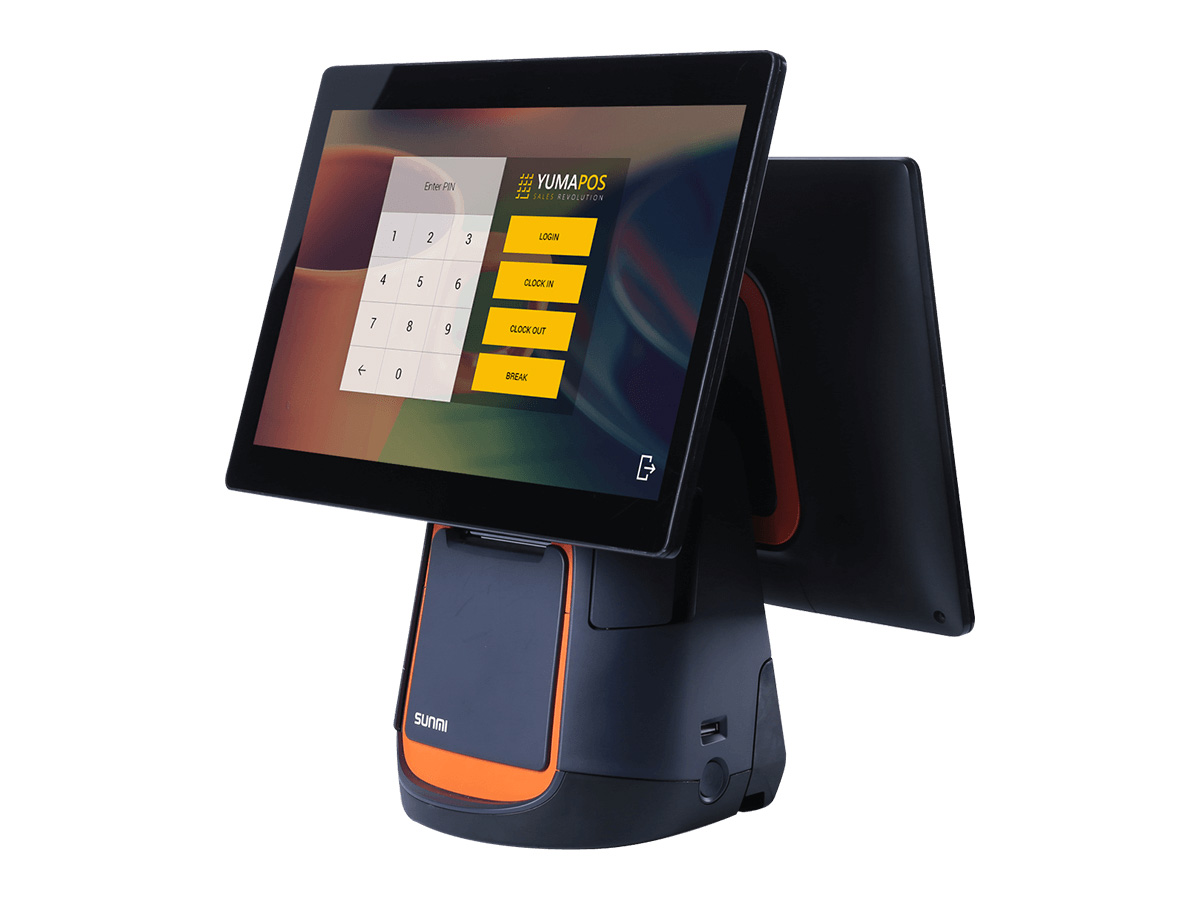 Enter PIN
1 2 3
4 5 6
7 8 9
← 0
YUMAPOS
SALES REVOLUTION
LOGIN
CLOCK IN
CLOCK OUT
BREAK
SUNMI